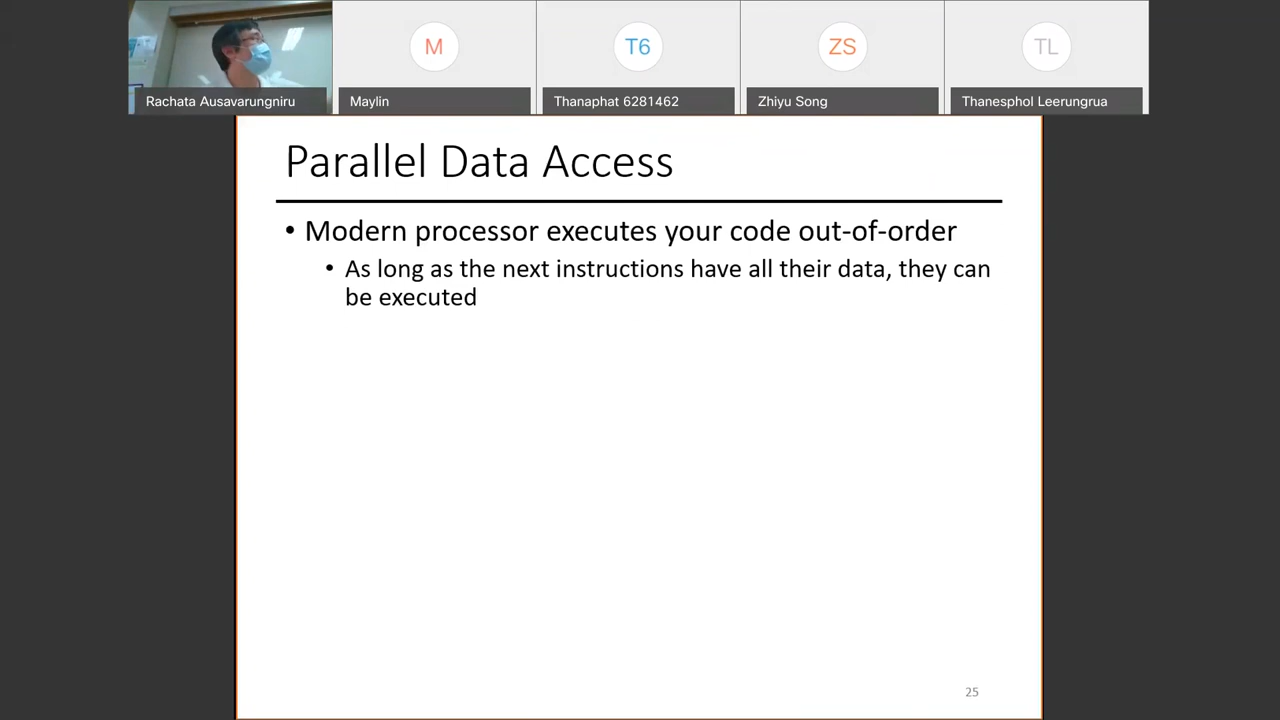 M
T6
ZS
TL
Rachata Ausavarungniru
Maylin
Thanaphat 6281462
Zhiyu Song
Thanesphol Leerungrua
Parallel Data Access
• Modern processor executes your code out-of-order
• As long as the next instructions have all their data, they can
be executed
25